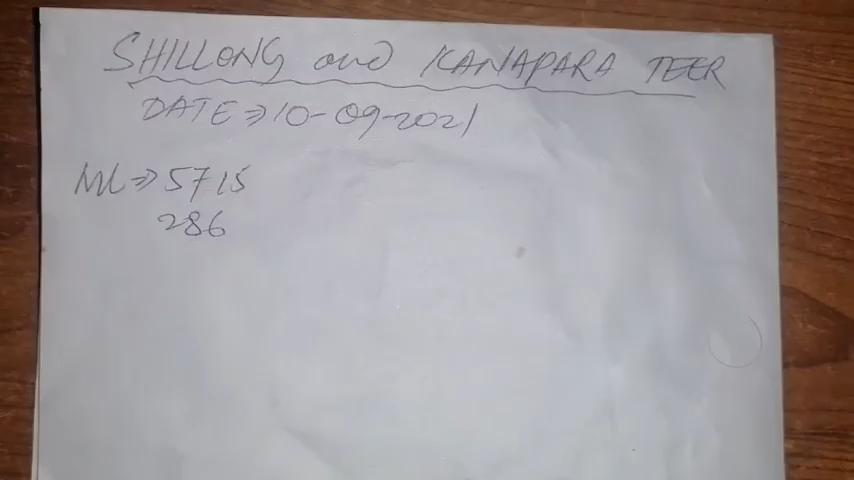 SHILLONG and KANAPARA TEER
DATE⇒10-09-2021
ML⇒5715
286